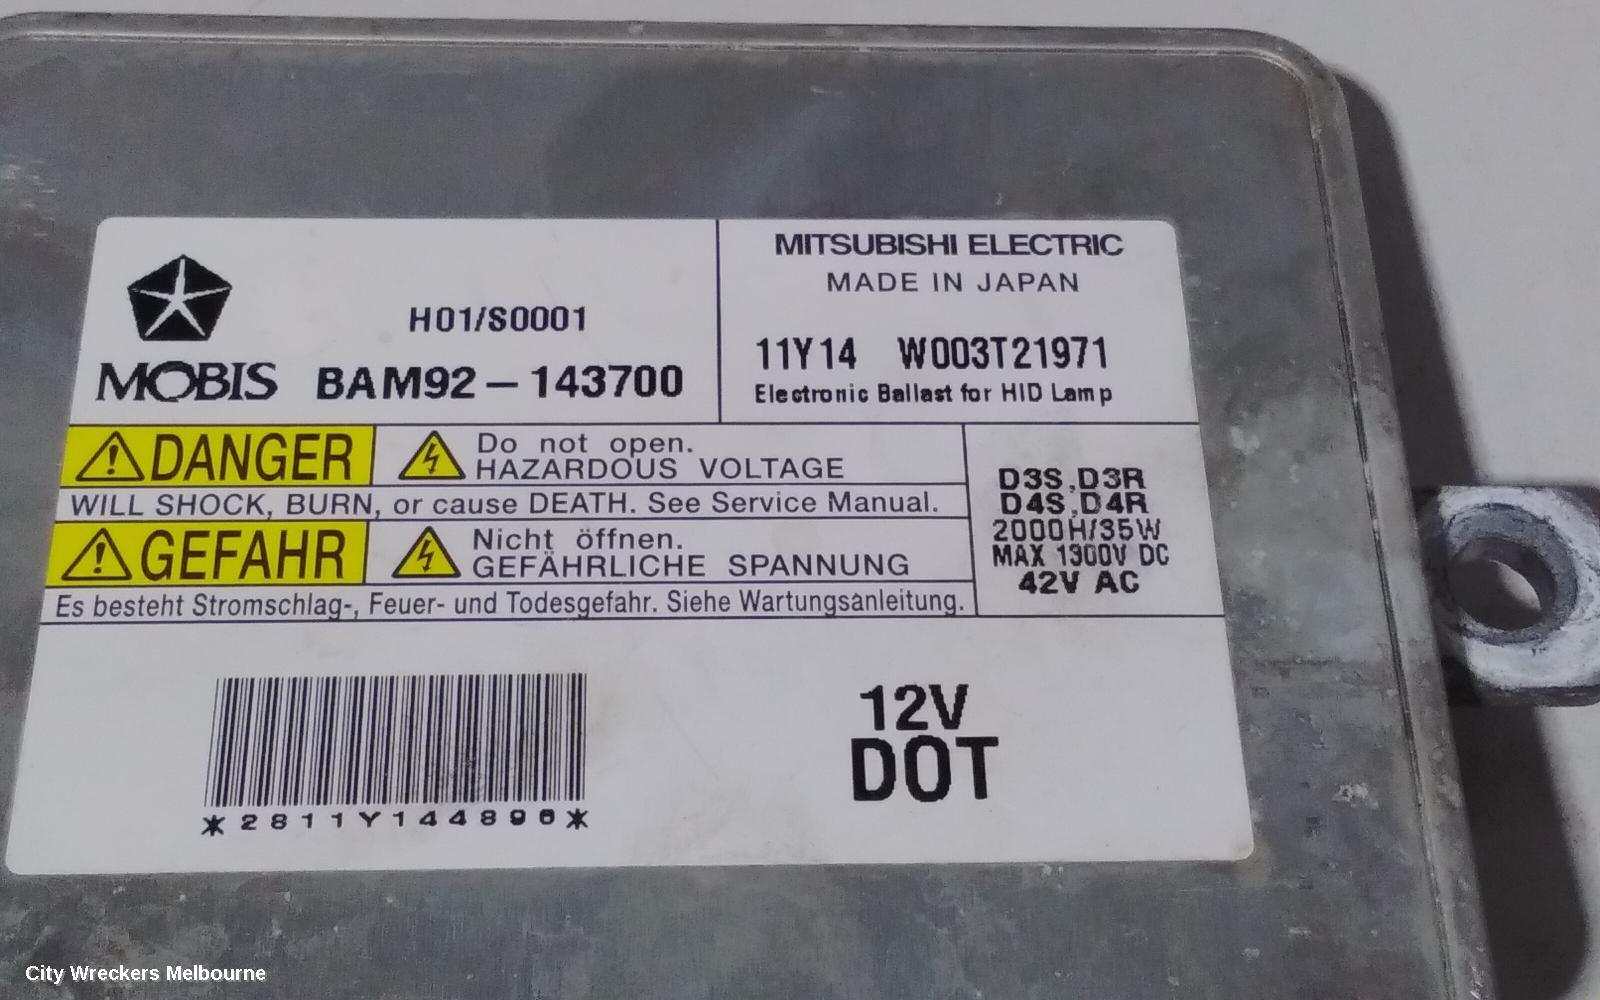 MITSUBISHI ELECTRIC
MADE IN JAPAN
H01/S0001
MOBIS BAM92-143700
11Y14 W003T21971
Electronic Ballast for HID Lamp
DANGER
Do not open.
HAZARDOUS VOLTAGE
WILL SHOCK, BURN, or cause DEATH. See Service Manual.
GEFAHR
Nicht öffnen.
GEFÄHRLICHE SPANNUNG
Es besteht Stromschlag-, Feuer- und Todesgefahr. Siehe Wartungsanleitung.
D3S,D3R
D4S,D4R
2000H/35W
MAX 1300V DC
42V AC
*2811Y144896*
12V
DOT
City Wreckers Melbourne